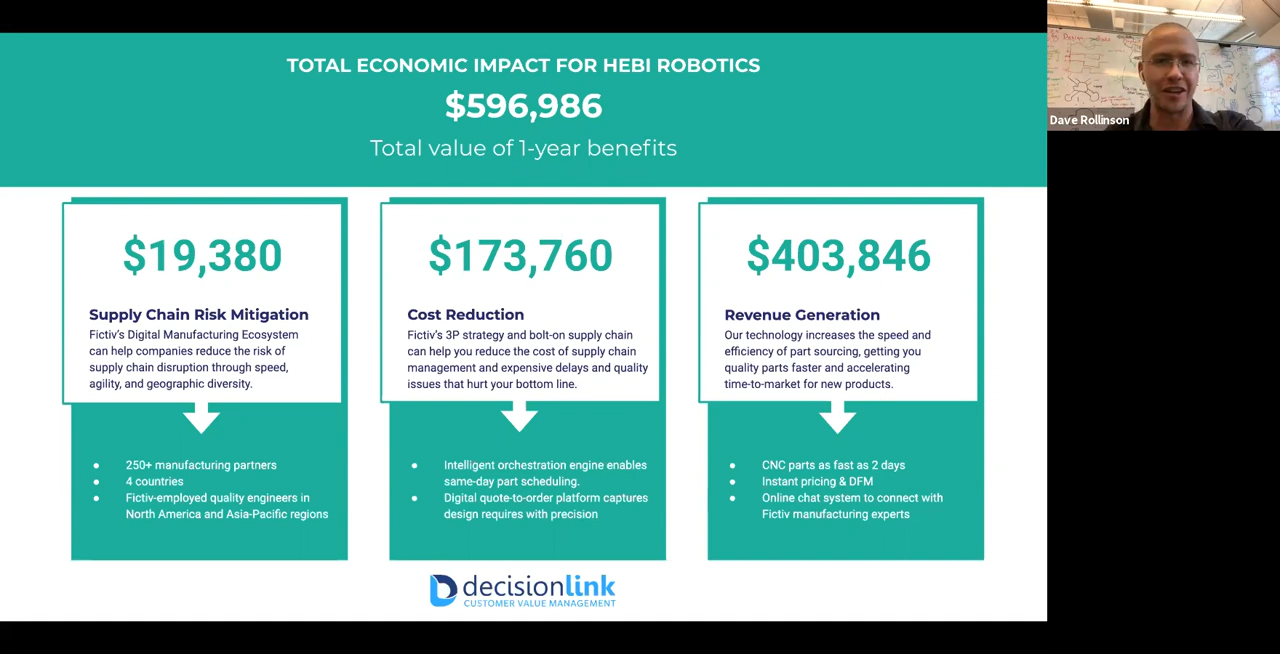 TOTAL ECONOMIC IMPACT FOR HEBI ROBOTICS
$596,986
Total value of 1-year benefits
$19,380
Supply Chain Risk Mitigation
Fictiv's Digital Manufacturing Ecosystem
can help companies reduce the risk of
supply chain disruption through speed,
agility, and geographic diversity.
● 250+ manufacturing partners
● 4 countries
● Fictiv-employed quality engineers in
North America and Asia-Pacific regions
$173,760
Cost Reduction
Fictiv's 3P strategy and bolt-on supply chain
can help you reduce the cost of supply chain
management and expensive delays and quality
issues that hurt your bottom line.
● Intelligent orchestration engine enables
same-day part scheduling.
● Digital quote-to-order platform captures
design requires with precision
$403,846
Revenue Generation
Our technology increases the speed and
efficiency of part sourcing, getting you
quality parts faster and accelerating
time-to-market for new products.
● CNC parts as fast as 2 days
● Instant pricing & DFM
● Online chat system to connect with
Fictiv manufacturing experts
decisionlink
CUSTOMER VALUE MANAGEMENT
Dave Rollinson